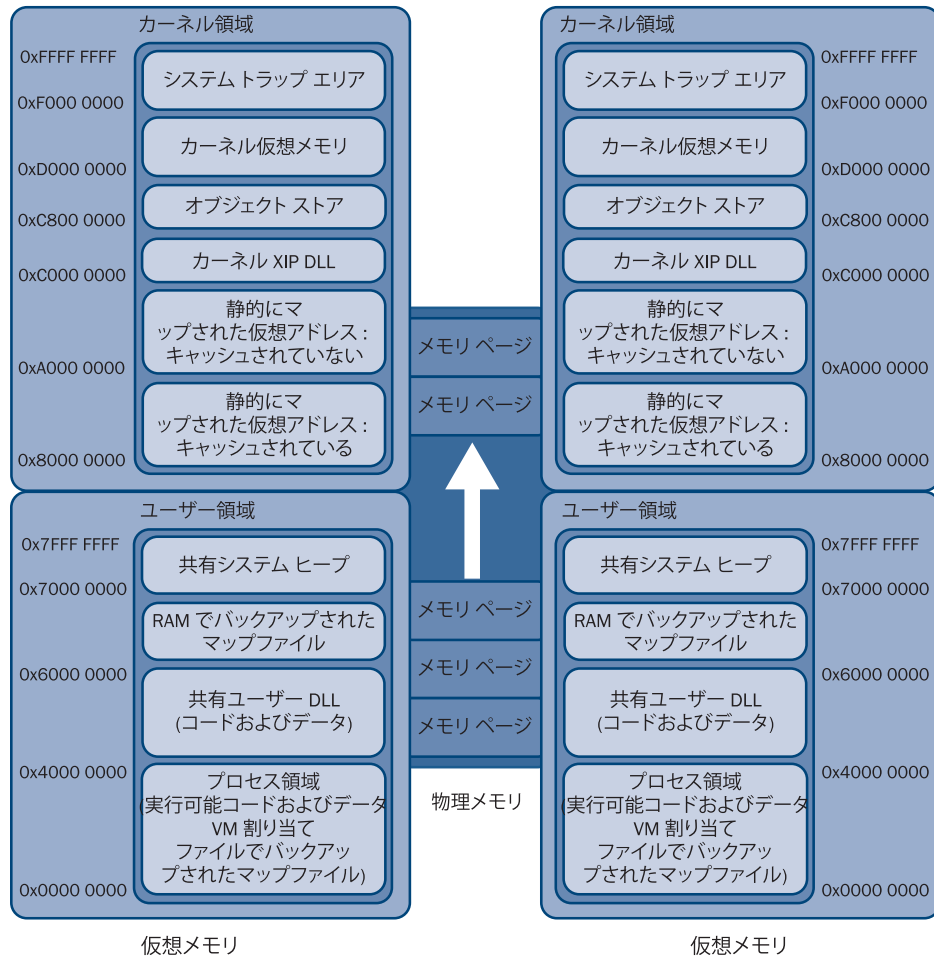 カーネル領域
0xFFFF FFFF
システム トラップ エリア
0xF000 0000
カーネル仮想メモリ
0xD000 0000
オブジェクト ストア
0xC800 0000
カーネル XIP DLL
0xC000 0000
静的にマ
ップされた仮想アドレス :
キャッシュされていない
0xA000 0000
静的にマ
ップされた仮想アドレス :
キャッシュされている
0x8000 0000
ユーザー領域
0x7FFF FFFF
共有システム ヒープ
0x7000 0000
RAM でバックアップされた
マップファイル
0x6000 0000
共有ユーザー DLL
(コードおよびデータ)
0x4000 0000
プロセス領域
(実行可能コードおよびデータ
VM 割り当て
ファイルでバックアッ
プされたマップファイル)
0x0000 0000
仮想メモリ
メモリ ページ
メモリ ページ
メモリ ページ
メモリ ページ
メモリ ページ
物理メモリ
カーネル領域
0xFFFF FFFF
システム トラップ エリア
0xF000 0000
カーネル仮想メモリ
0xD000 0000
オブジェクト ストア
0xC800 0000
カーネル XIP DLL
0xC000 0000
静的にマ
ップされた仮想アドレス :
キャッシュされていない
0xA000 0000
静的にマ
ップされた仮想アドレス :
キャッシュされている
0x8000 0000
ユーザー領域
0x7FFF FFFF
共有システム ヒープ
0x7000 0000
RAM でバックアップされた
マップファイル
0x6000 0000
共有ユーザー DLL
(コードおよびデータ)
0x4000 0000
プロセス領域
(実行可能コードおよびデータ
VM 割り当て
ファイルでバックアッ
プされたマップファイル)
0x0000 0000
仮想メモリ